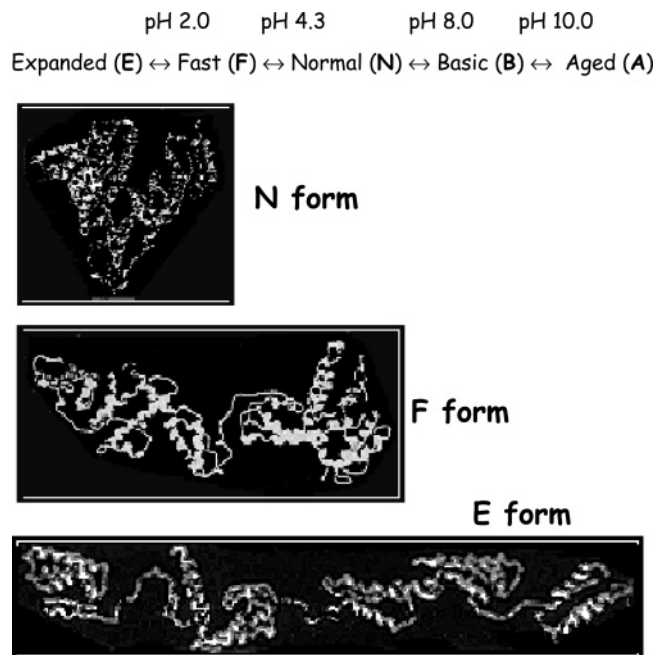 pH 2.0 pH 4.3 pH 8.0 pH 10.0
Expanded (E) ↔ Fast (F) ↔ Normal (N) ↔ Basic (B) ↔ Aged (A)
N form
F form
E form